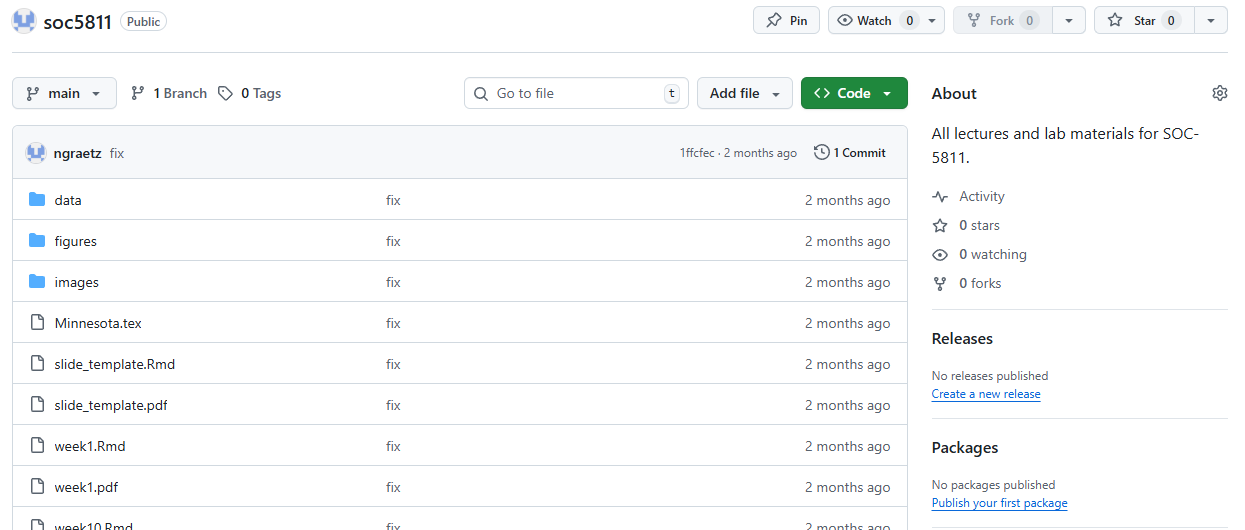 soc5811 Public
Pin Watch 0 Fork 0 Star 0
main 1 Branch 0 Tags Go to file t Add file Code
ngraetz fix 1ffcfec · 2 months ago 1 Commit
data fix 2 months ago
figures fix 2 months ago
images fix 2 months ago
Minnesota.tex fix 2 months ago
slide_template.Rmd fix 2 months ago
slide_template.pdf fix 2 months ago
week1.Rmd fix 2 months ago
week1.pdf fix 2 months ago
week10.Rmd fix 2 months ago
About
All lectures and lab materials for SOC-
5811.
Activity
0 stars
0 watching
0 forks
Releases
No releases published
Create a new release
Packages
No packages published
Publish your first package